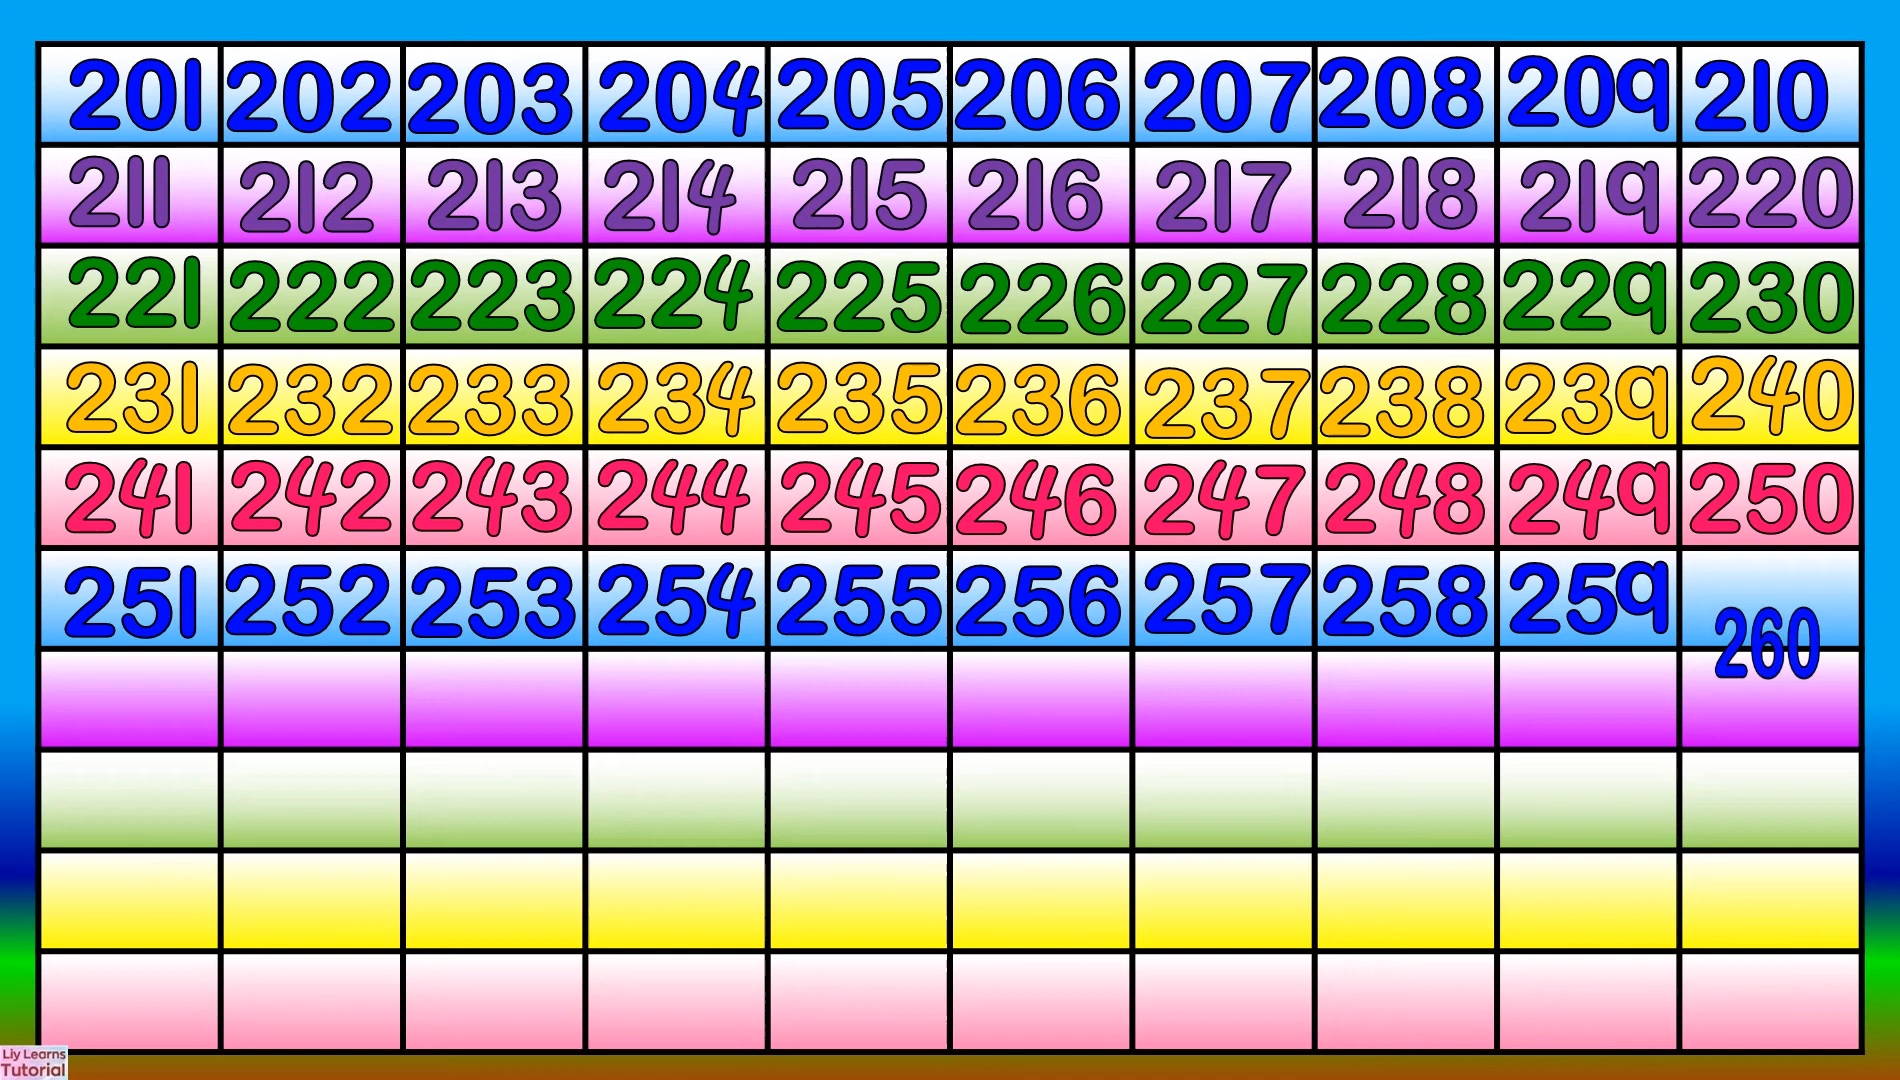 201 202 203 204 205 206 207 208 209 210
211 212 213 214 215 216 217 218 219 220
221 222 223 224 225 226 227 228 229 230
231 232 233 234 235 236 237 238 239 240
241 242 243 244 245 246 247 248 249 250
251 252 253 254 255 256 257 258 259 260
Liy Learns
Tutorial